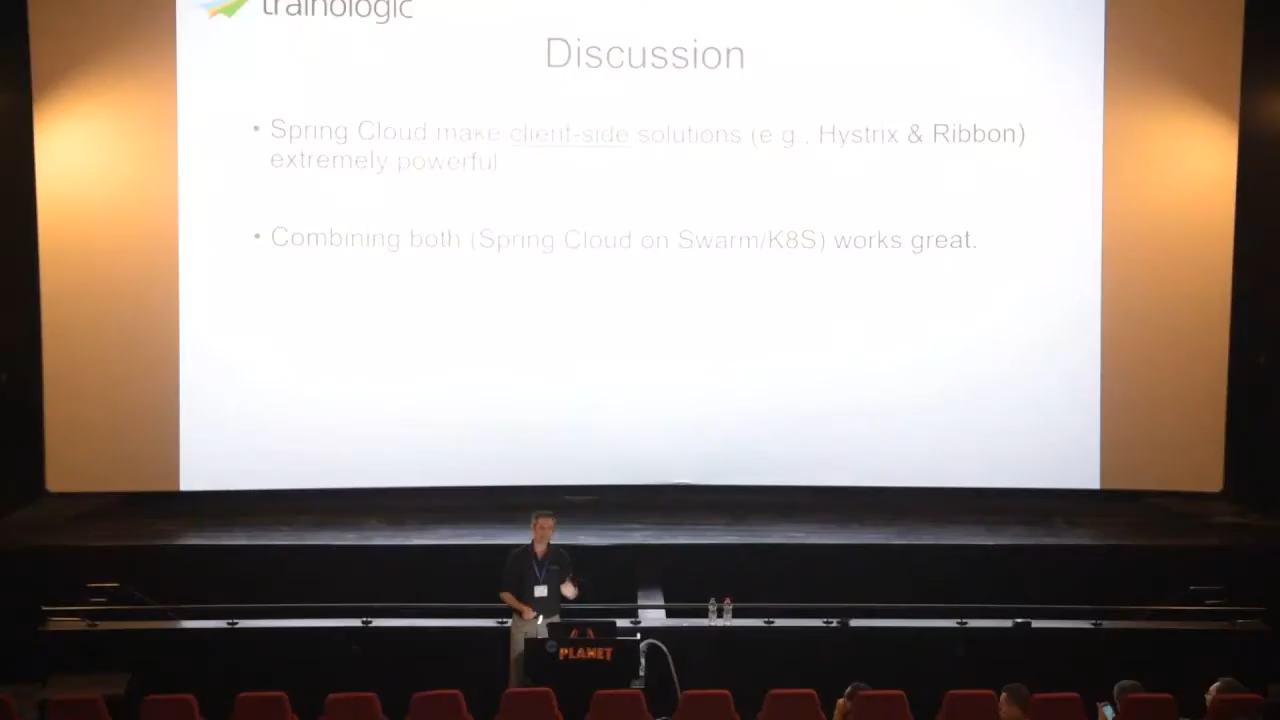 trainologic
Discussion
• Spring Cloud make client-side solutions (e.g., Hystrix & Ribbon)
extremely powerful
• Combining both (Spring Cloud on Swarm/K8S) works great.
PLANET